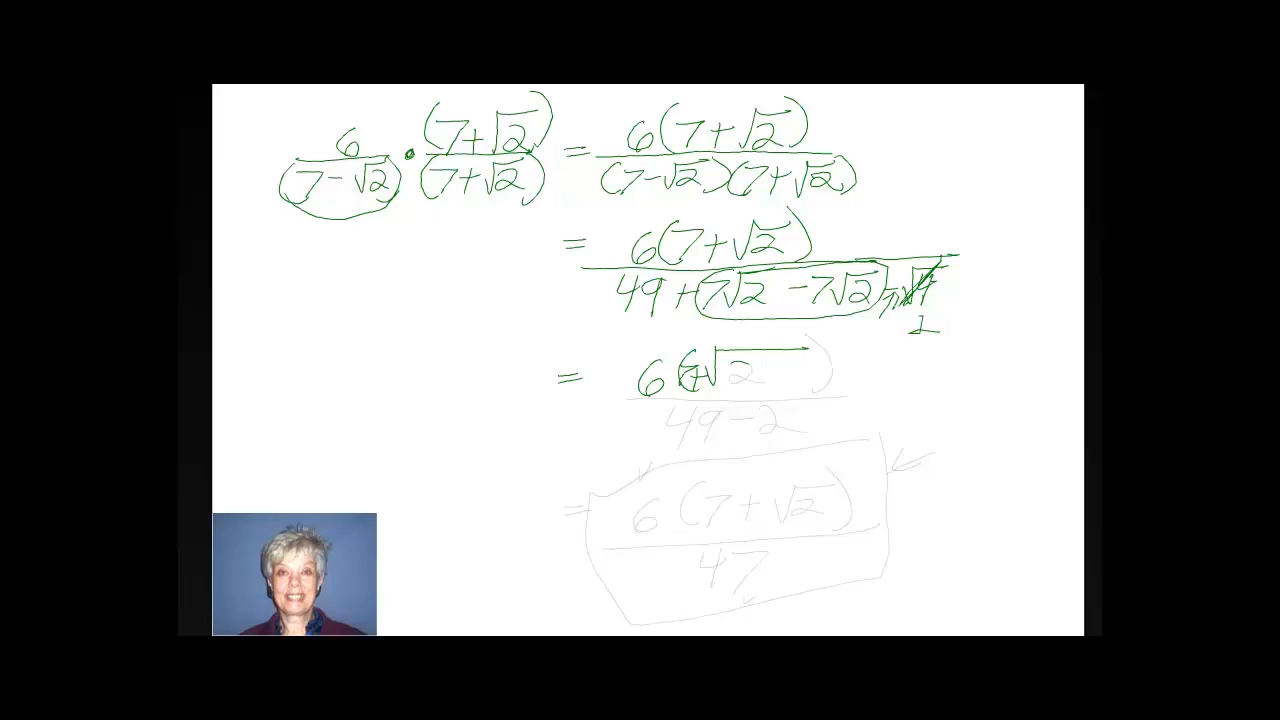 6/(7-√2) · (7+√2)/(7+√2) = 6(7+√2)/(7-√2)(7+√2)
= 6(7+√2)/49+(7√2 -7√2)-√4
2
= 6(7+√2)/49-2
= 6(7+√2)/47